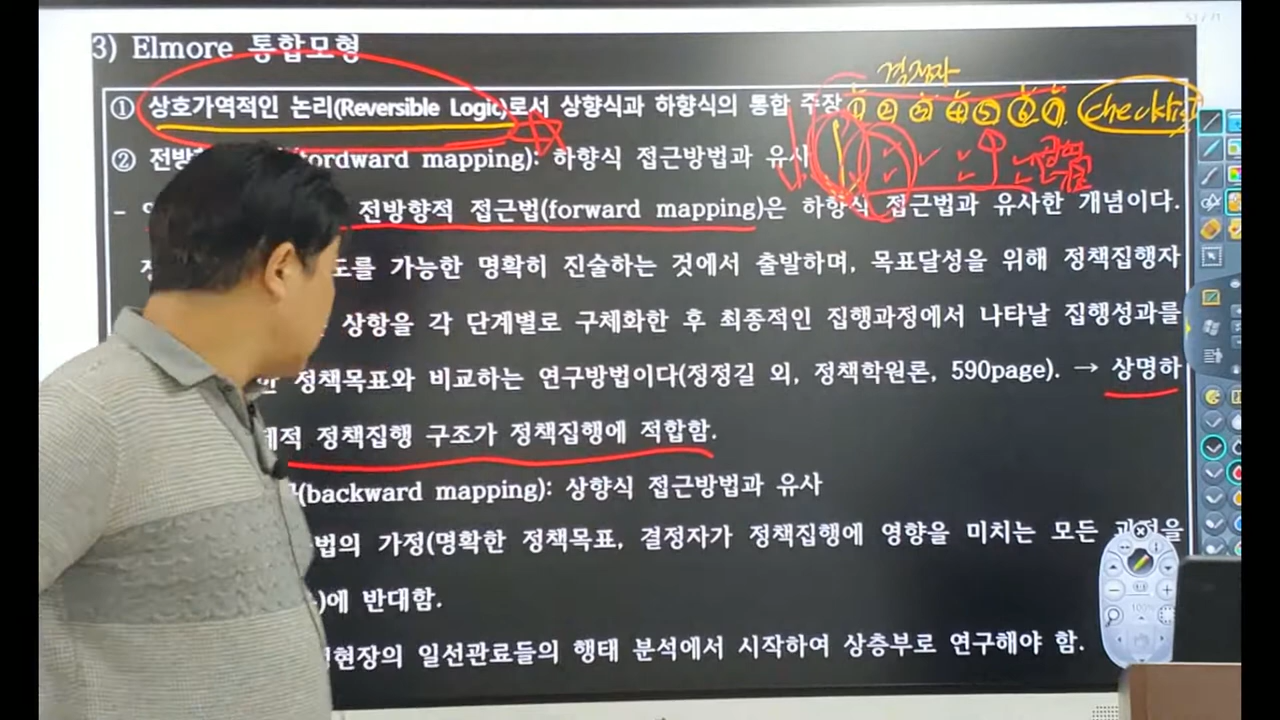 3) Elmore 통합모형
결정자
① 상호가역적인 논리(Reversible Logic)로서 상향식과 하향식의 통합 주장 ① ② ③ ④ ⑤ ⑥ ⑦ checklist
② 전방향 fordward mapping): 하향식 접근방법과 유사
- 전방향적 접근법(forward mapping)은 하향식 접근법과 유사한 개념이다.
도를 가능한 명확히 진술하는 것에서 출발하며, 목표달성을 위해 정책집행자
상항을 각 단계별로 구체화한 후 최종적인 집행과정에서 나타날 집행성과를
정책목표와 비교하는 연구방법이다(정정길 외, 정책학원론, 590page). → 상명하
적 정책집행 구조가 정책집행에 적합함.
(backward mapping): 상향식 접근방법과 유사
법의 가정(명확한 정책목표, 결정자가 정책집행에 영향을 미치는 모든 과정을
)에 반대함.
현장의 일선관료들의 행태 분석에서 시작하여 상층부로 연구해야 함.